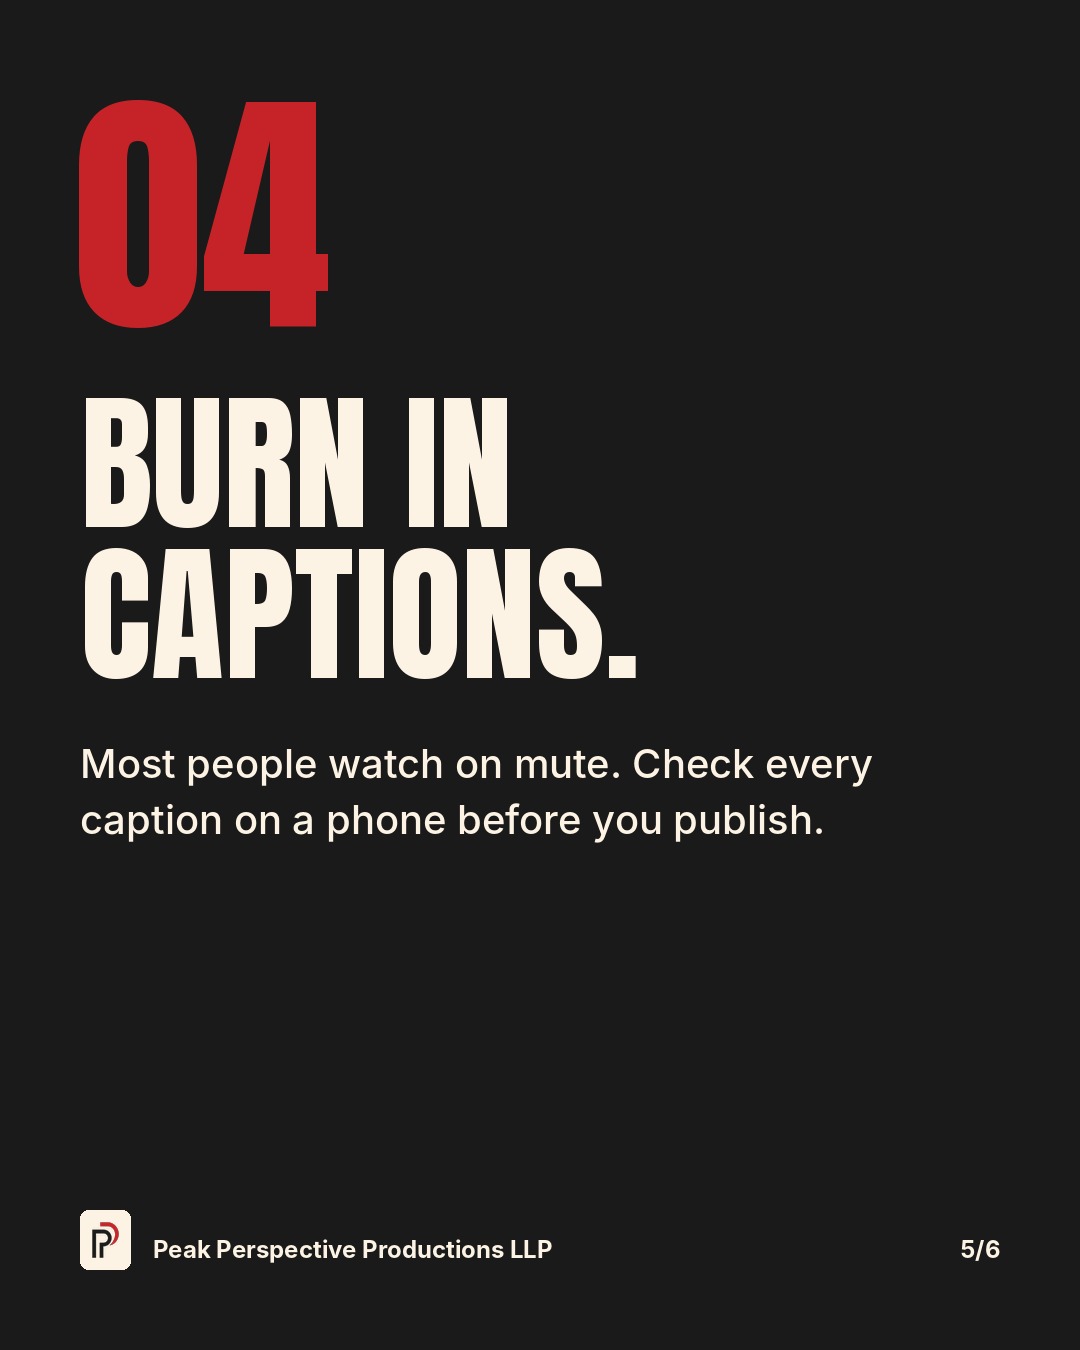 04
BURN IN
CAPTIONS.
Most people watch on mute. Check every
caption on a phone before you publish.
Peak Perspective Productions LLP
5/6